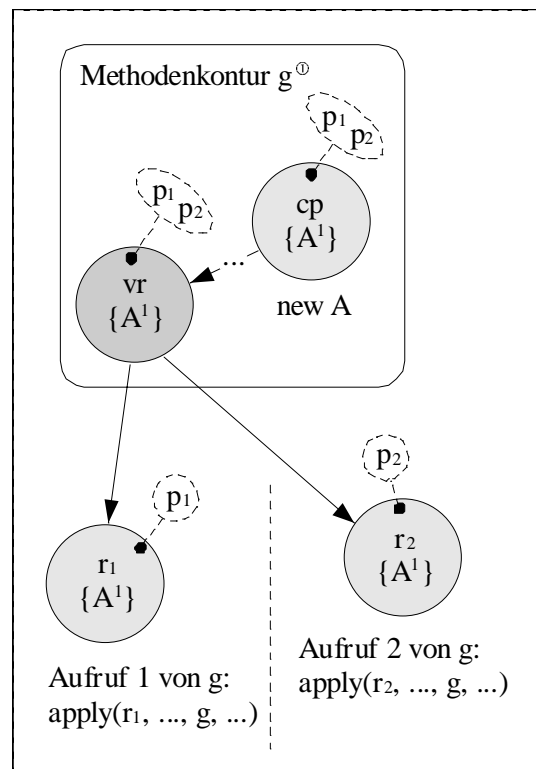 Methodenkontur g①
p₁
p₂
p₁
p₂
cp
{A¹}
...
vr
{A¹}
new A
p₁
p₂
r₁
{A¹}
r₂
{A¹}
Aufruf 1 von g:
apply(r₁, ..., g, ...)
Aufruf 2 von g:
apply(r₂, ..., g, ...)